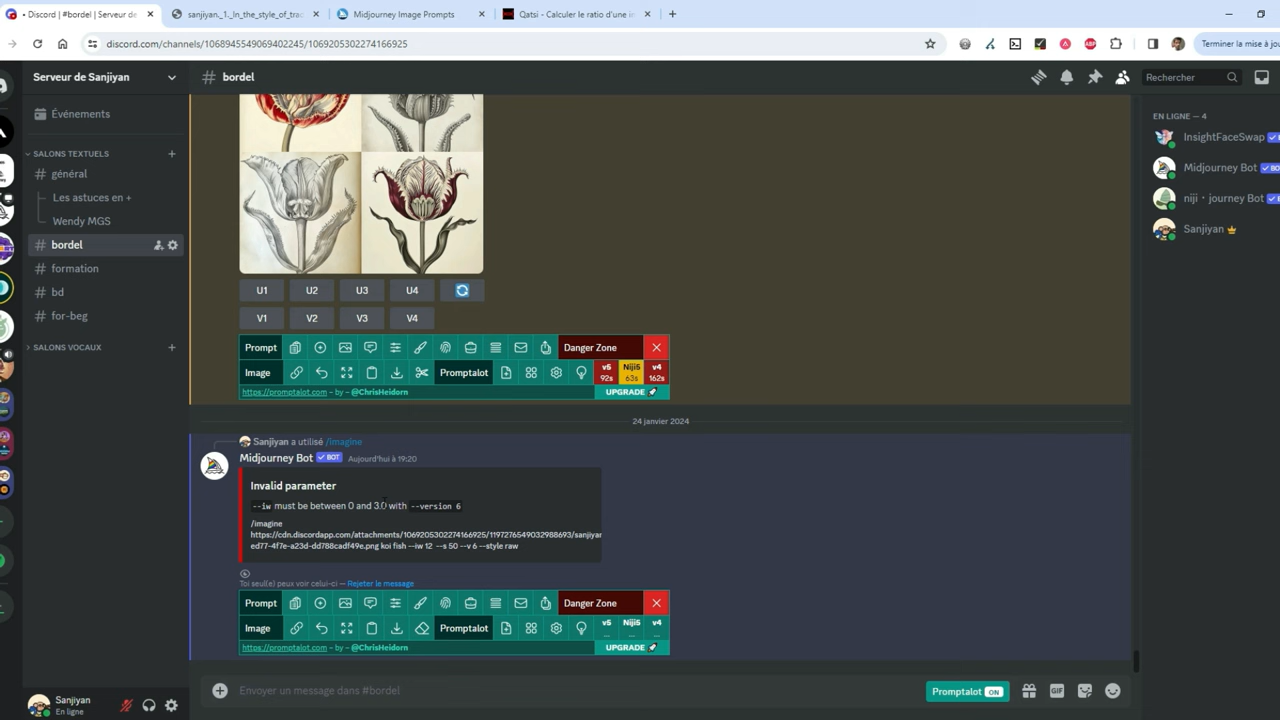 • Discord | #bordel | Serveur de
sanjiyan._1._In_the_style_of_trac
Midjourney Image Prompts
Qatsi - Calculer le ratio d'une i
discord.com/channels/1068945549069402245/1069205302274166925
ABP
Terminer la mise à jou
Serveur de Sanjiyan
# bordel
Rechercher
Événements
SALONS TEXTUELS
# général
Les astuces en +
Wendy MGS
# bordel
# formation
# bd
# for-beg
SALONS VOCAUX
EN LIGNE — 4
InsightFaceSwap
Midjourney Bot BO
niji・journey Bot
Sanjiyan
U1 U2 U3 U4
V1 V2 V3 V4
Prompt Danger Zone
Image Promptalot v5 92s Niji5 63s v4 162s
https://promptalot.com – by – @ChrisHeidorn UPGRADE
24 janvier 2024
Sanjiyan a utilisé /imagine
Midjourney Bot BOT Aujourd'hui à 19:20
Invalid parameter
--iw must be between 0 and 3.0 with --version 6
/imagine
https://cdn.discordapp.com/attachments/1069205302274166925/1197276549032988693/sanjiyan
ed77-4f7e-a23d-dd788cadf49e.png koi fish --iw 12 --s 50 --v 6 --style raw
Toi seul(e) peux voir celui-ci — Rejeter le message
Prompt Danger Zone
Image Promptalot v5 ... Niji5 ... v4 ...
https://promptalot.com – by – @ChrisHeidorn UPGRADE
Sanjiyan
En ligne
Envoyer un message dans #bordel
Promptalot ON
GIF